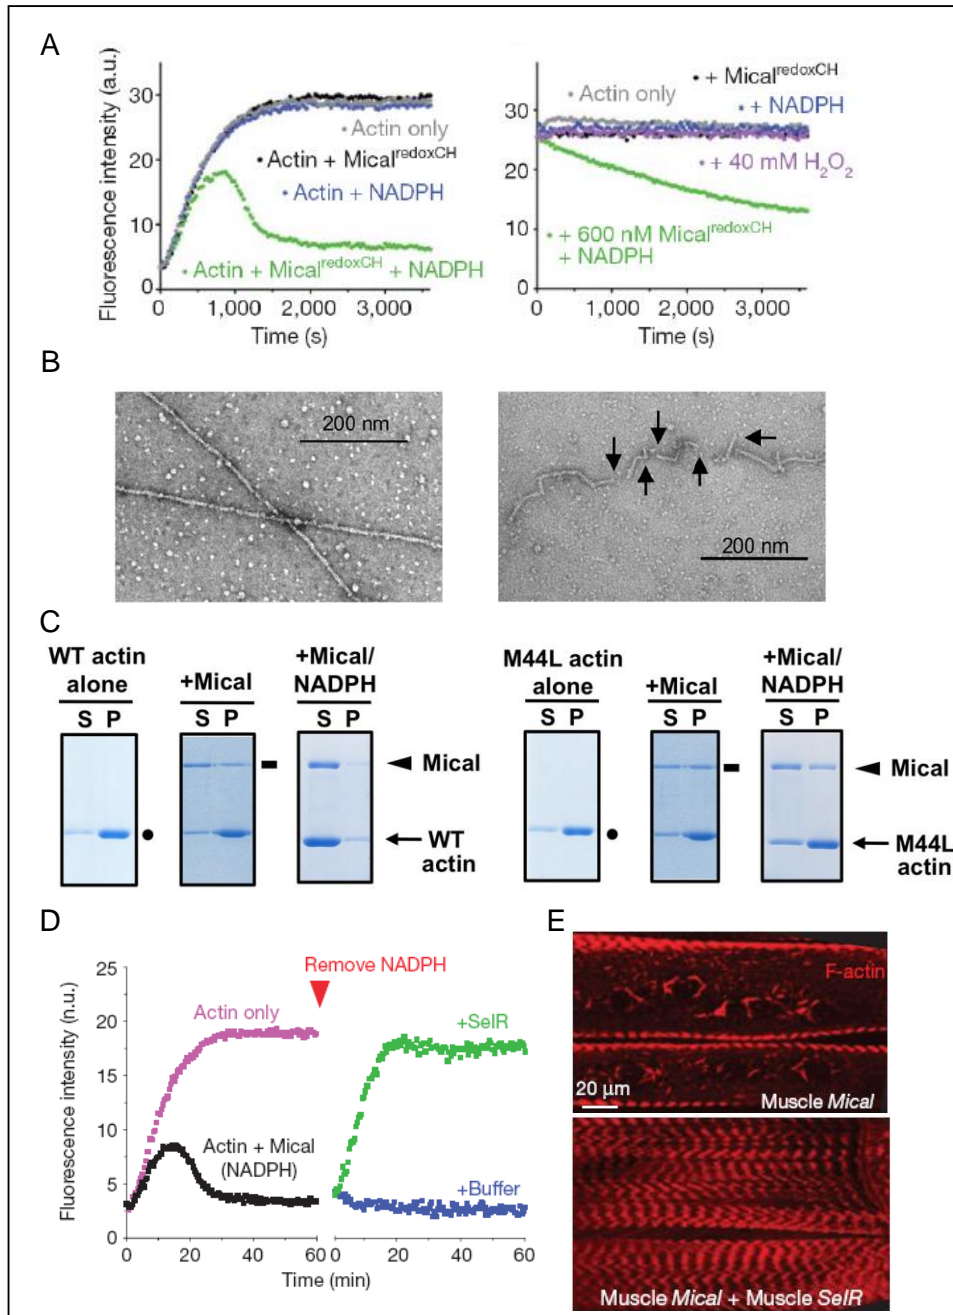 A
Fluorescence intensity (a.u.)
30
20
10
0
Actin only
Actin + Mical^redoxCH
Actin + NADPH
Actin + Mical^redoxCH + NADPH
0 1,000 2,000 3,000
Time (s)
30
20
10
0
+ Mical^redoxCH
Actin only
+ NADPH
+ 40 mM H₂O₂
+ 600 nM Mical^redoxCH
+ NADPH
0 1,000 2,000 3,000
Time (s)
B
200 nm
200 nm
C
WT actin
alone
S P
+Mical
S P
+Mical/
NADPH
S P
Mical
WT
actin
M44L actin
alone
S P
+Mical
S P
+Mical/
NADPH
S P
Mical
M44L
actin
D
Fluorescence intensity (n.u.)
25
20
15
10
5
0
Remove NADPH
Actin only
Actin + Mical
(NADPH)
+SelR
+Buffer
0 20 40 60 0 20 40 60
Time (min)
E
F-actin
20 µm
Muscle Mical
Muscle Mical + Muscle SelR